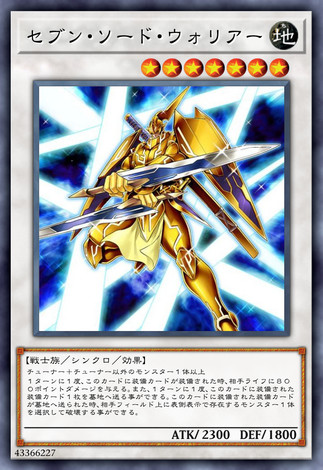 セブン・ソード・ウォリアー 地
【戦士族／シンクロ／効果】
チューナー＋チューナー以外のモンスター1体以上
1ターンに1度、このカードに装備カードが装備された時、相手ライフに８０
０ポイントダメージを与える。また、1ターンに1度、このカードに装備された
装備カード1枚を墓地へ送る事ができる。このカードに装備された装備カード
が墓地へ送られた時、相手フィールド上に表側表示で存在するモンスター1体
を選択して破壊する事ができる。
ATK/ 2300 DEF/1800
43366227